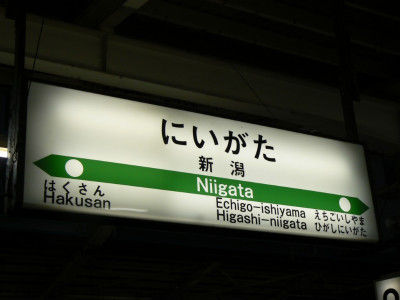 にいがた
新潟
Niigata
はくさん
Hakusan
Echigo-ishiyama えちごいしやま
Higashi-niigata ひがしにいがた